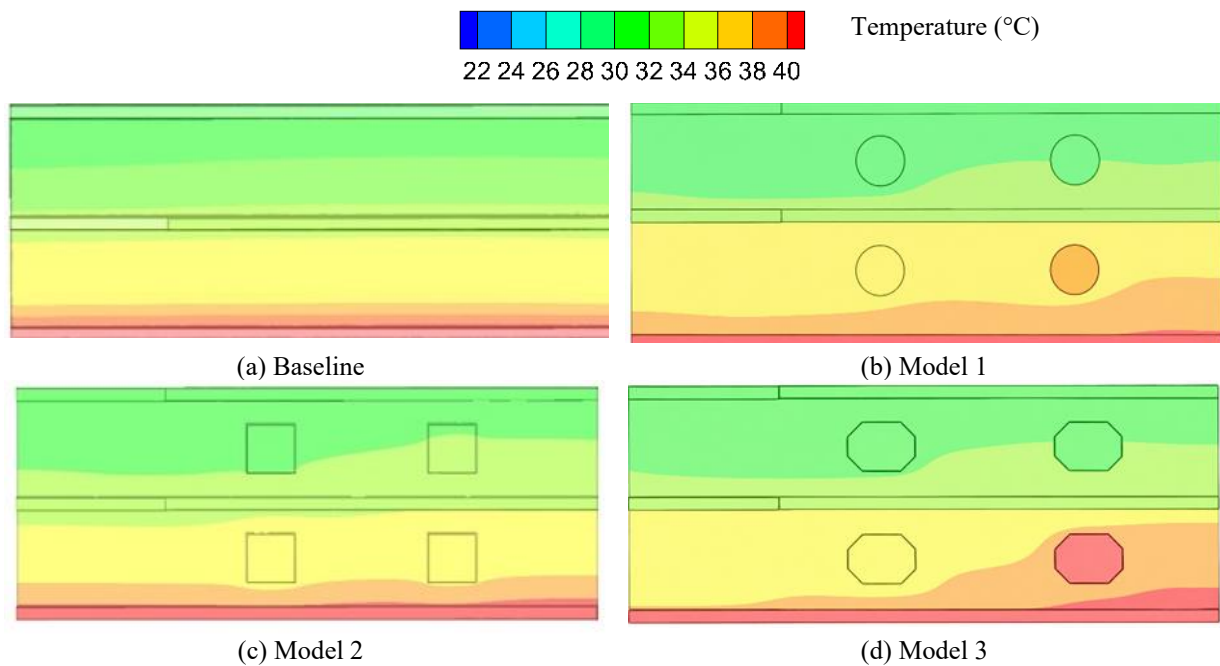 Temperature (°C)
22 24 26 28 30 32 34 36 38 40
(a) Baseline
(b) Model 1
(c) Model 2
(d) Model 3